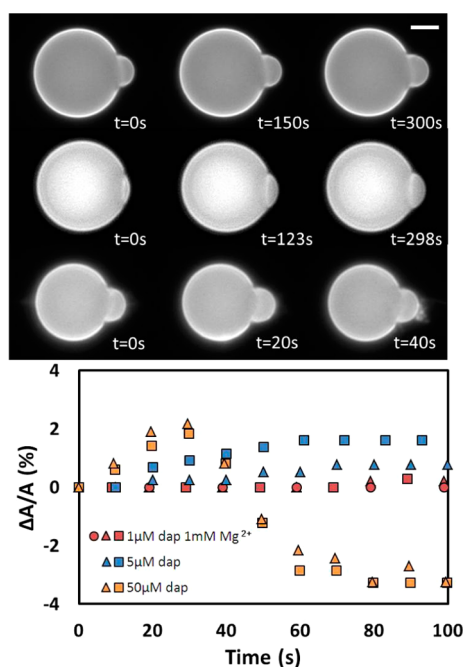 t=0s t=150s t=300s
t=0s t=123s t=298s
t=0s t=20s t=40s
4
2
0
-2
-4
ΔA/A (%)
1μM dap 1mM Mg²⁺
5μM dap
50μM dap
0 20 40 60 80 100
Time (s)